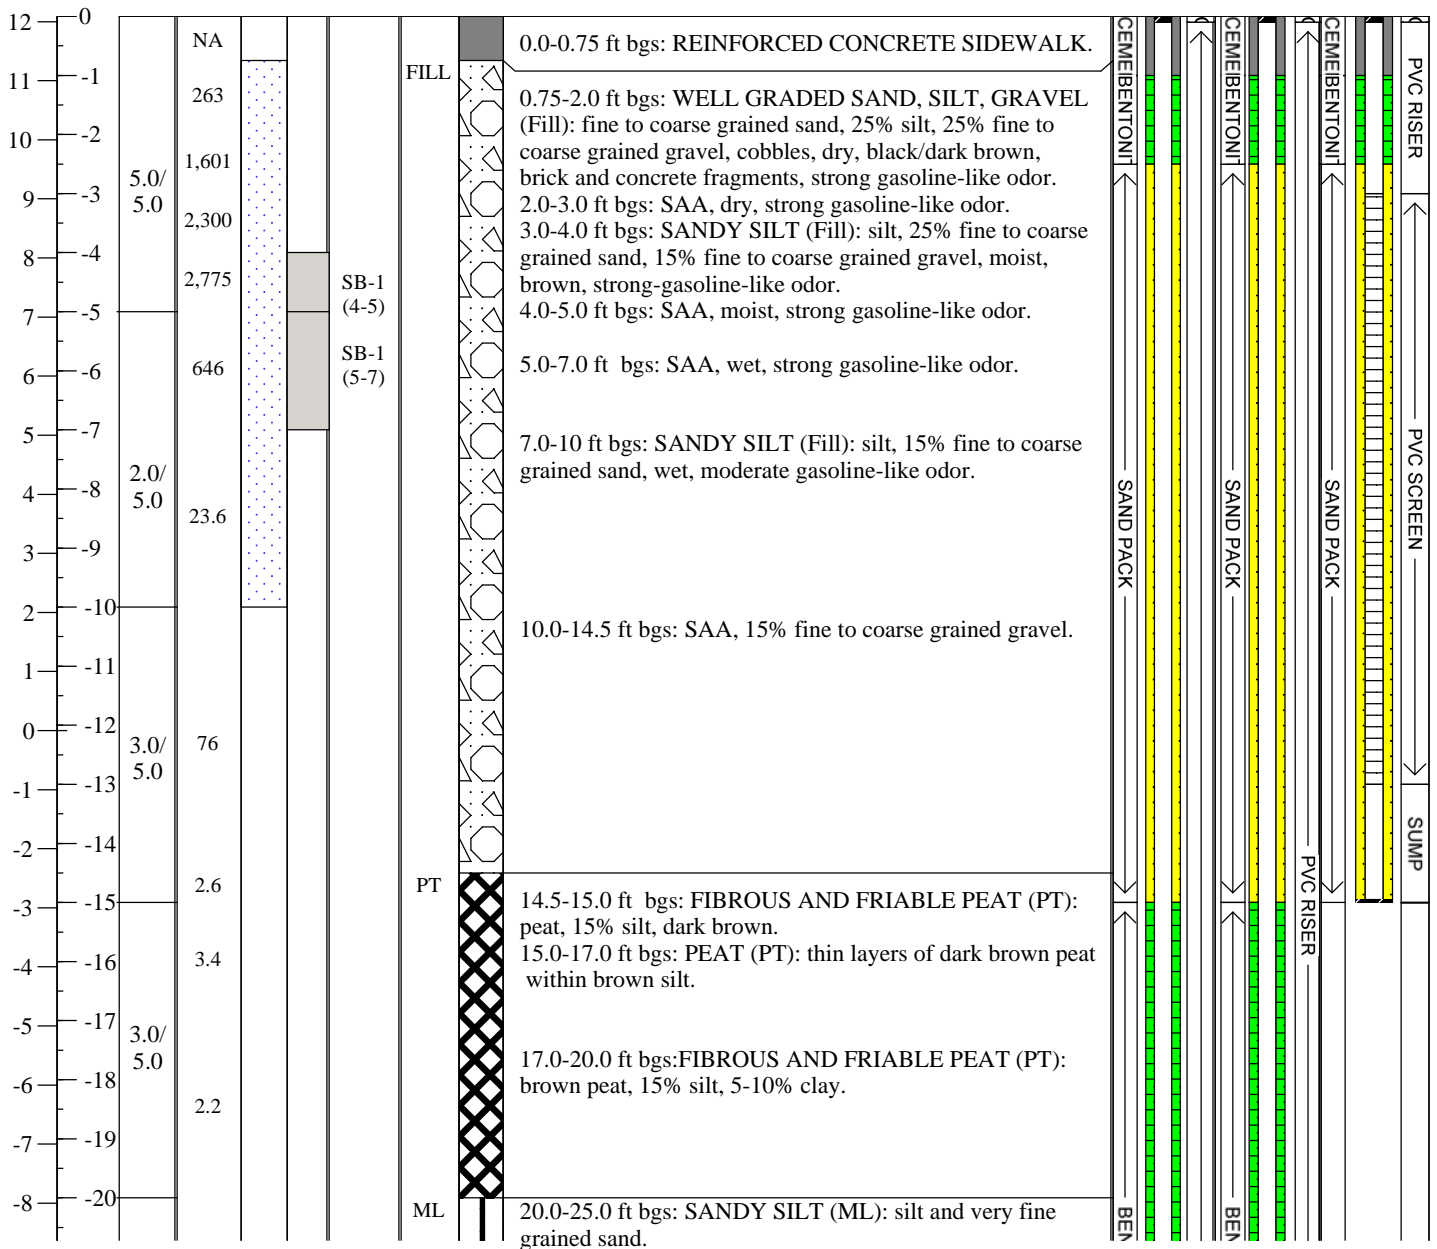 12
11
10
9
8
7
6
5
4
3
2
1
0
-1
-2
-3
-4
-5
-6
-7
-8
0
-1
-2
-3
-4
-5
-6
-7
-8
-9
-10
-11
-12
-13
-14
-15
-16
-17
-18
-19
-20
5.0/
5.0
2.0/
5.0
3.0/
5.0
3.0/
5.0
NA
263
1,601
2,300
2,775
646
23.6
76
2.6
3.4
2.2
SB-1
(4-5)
SB-1
(5-7)
FILL
PT
ML
0.0-0.75 ft bgs: REINFORCED CONCRETE SIDEWALK.
0.75-2.0 ft bgs: WELL GRADED SAND, SILT, GRAVEL
(Fill): fine to coarse grained sand, 25% silt, 25% fine to
coarse grained gravel, cobbles, dry, black/dark brown,
brick and concrete fragments, strong gasoline-like odor.
2.0-3.0 ft bgs: SAA, dry, strong gasoline-like odor.
3.0-4.0 ft bgs: SANDY SILT (Fill): silt, 25% fine to coarse
grained sand, 15% fine to coarse grained gravel, moist,
brown, strong-gasoline-like odor.
4.0-5.0 ft bgs: SAA, moist, strong gasoline-like odor.
5.0-7.0 ft bgs: SAA, wet, strong gasoline-like odor.
7.0-10 ft bgs: SANDY SILT (Fill): silt, 15% fine to coarse
grained sand, wet, moderate gasoline-like odor.
10.0-14.5 ft bgs: SAA, 15% fine to coarse grained gravel.
14.5-15.0 ft bgs: FIBROUS AND FRIABLE PEAT (PT):
peat, 15% silt, dark brown.
15.0-17.0 ft bgs: PEAT (PT): thin layers of dark brown peat
within brown silt.
17.0-20.0 ft bgs:FIBROUS AND FRIABLE PEAT (PT):
brown peat, 15% silt, 5-10% clay.
20.0-25.0 ft bgs: SANDY SILT (ML): silt and very fine
grained sand.
BENTONIT
SAND PACK
BEN
BENTONIT
SAND PACK
BEN
PVC RISER
BENTONIT
SAND PACK
PVC RISER
PVC SCREEN
SUMP